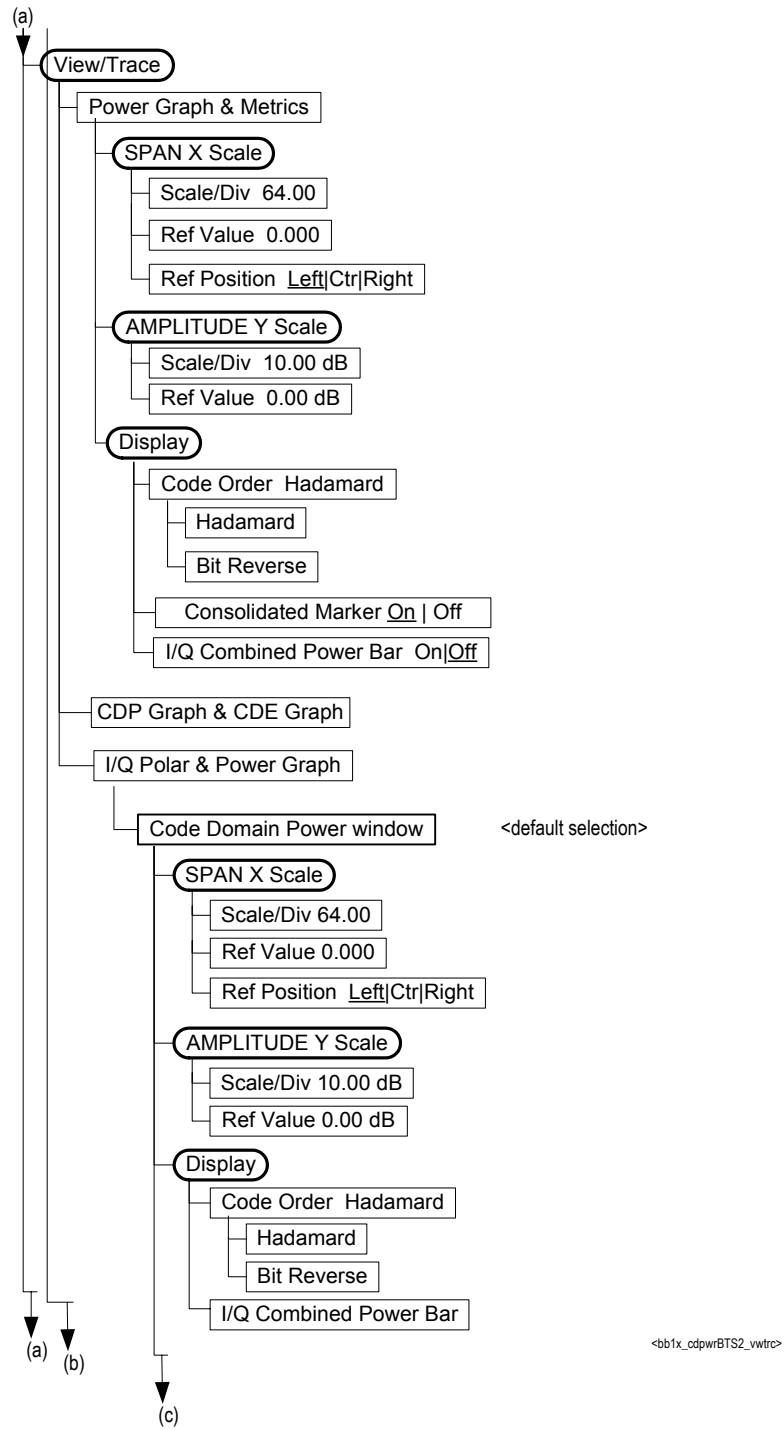 (a)
View/Trace
Power Graph & Metrics
SPAN X Scale
Scale/Div 64.00
Ref Value 0.000
Ref Position Left|Ctr|Right
AMPLITUDE Y Scale
Scale/Div 10.00 dB
Ref Value 0.00 dB
Display
Code Order Hadamard
Hadamard
Bit Reverse
Consolidated Marker On | Off
I/Q Combined Power Bar On|Off
CDP Graph & CDE Graph
I/Q Polar & Power Graph
Code Domain Power window <default selection>
SPAN X Scale
Scale/Div 64.00
Ref Value 0.000
Ref Position Left|Ctr|Right
AMPLITUDE Y Scale
Scale/Div 10.00 dB
Ref Value 0.00 dB
Display
Code Order Hadamard
Hadamard
Bit Reverse
I/Q Combined Power Bar
(a)
(b)
<bb1x_cdpwrBTS2_vwtrc>
(c)